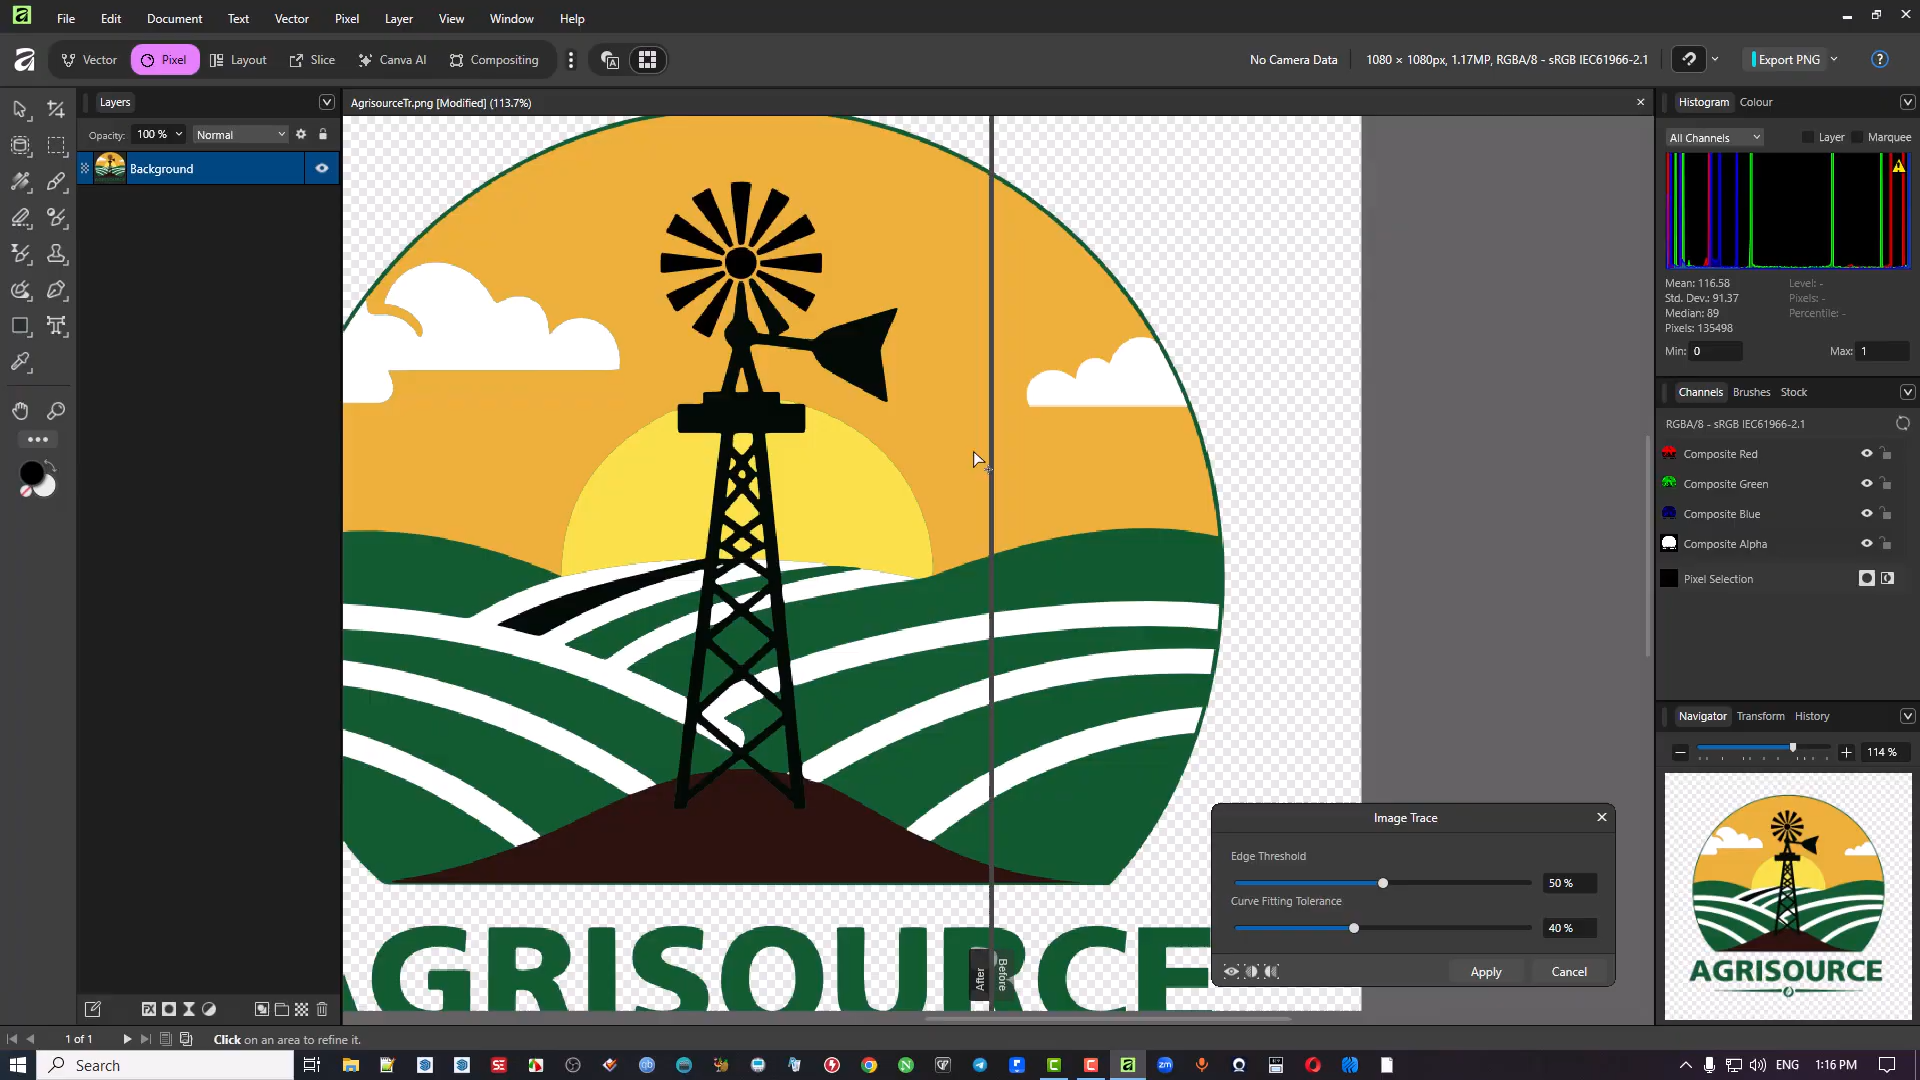 File Edit Document Text Vector Pixel Layer View Window Help
Vector Pixel Layout Slice Canva AI Compositing
No Camera Data 1080 × 1080px, 1.17MP, RGBA/8 - sRGB IEC61966-2.1 Export PNG
Layers
Opacity: 100 % Normal
Background
AgrisourceTr.png [Modified] (113.7%)
AGRISOURCE
After Before
Image Trace
Edge Threshold
50 %
Curve Fitting Tolerance
40 %
Apply Cancel
Histogram Colour
All Channels Layer Marquee
Mean: 116.58 Level: -
Std. Dev.: 91.37 Pixels: -
Median: 89 Percentile: -
Pixels: 135498
Min: 0 Max: 1
Channels Brushes Stock
RGBA/8 - sRGB IEC61966-2.1
Composite Red
Composite Green
Composite Blue
Composite Alpha
Pixel Selection
Navigator Transform History
114 %
AGRISOURCE
1 of 1 Click on an area to refine it.
Search
ENG 1:16 PM